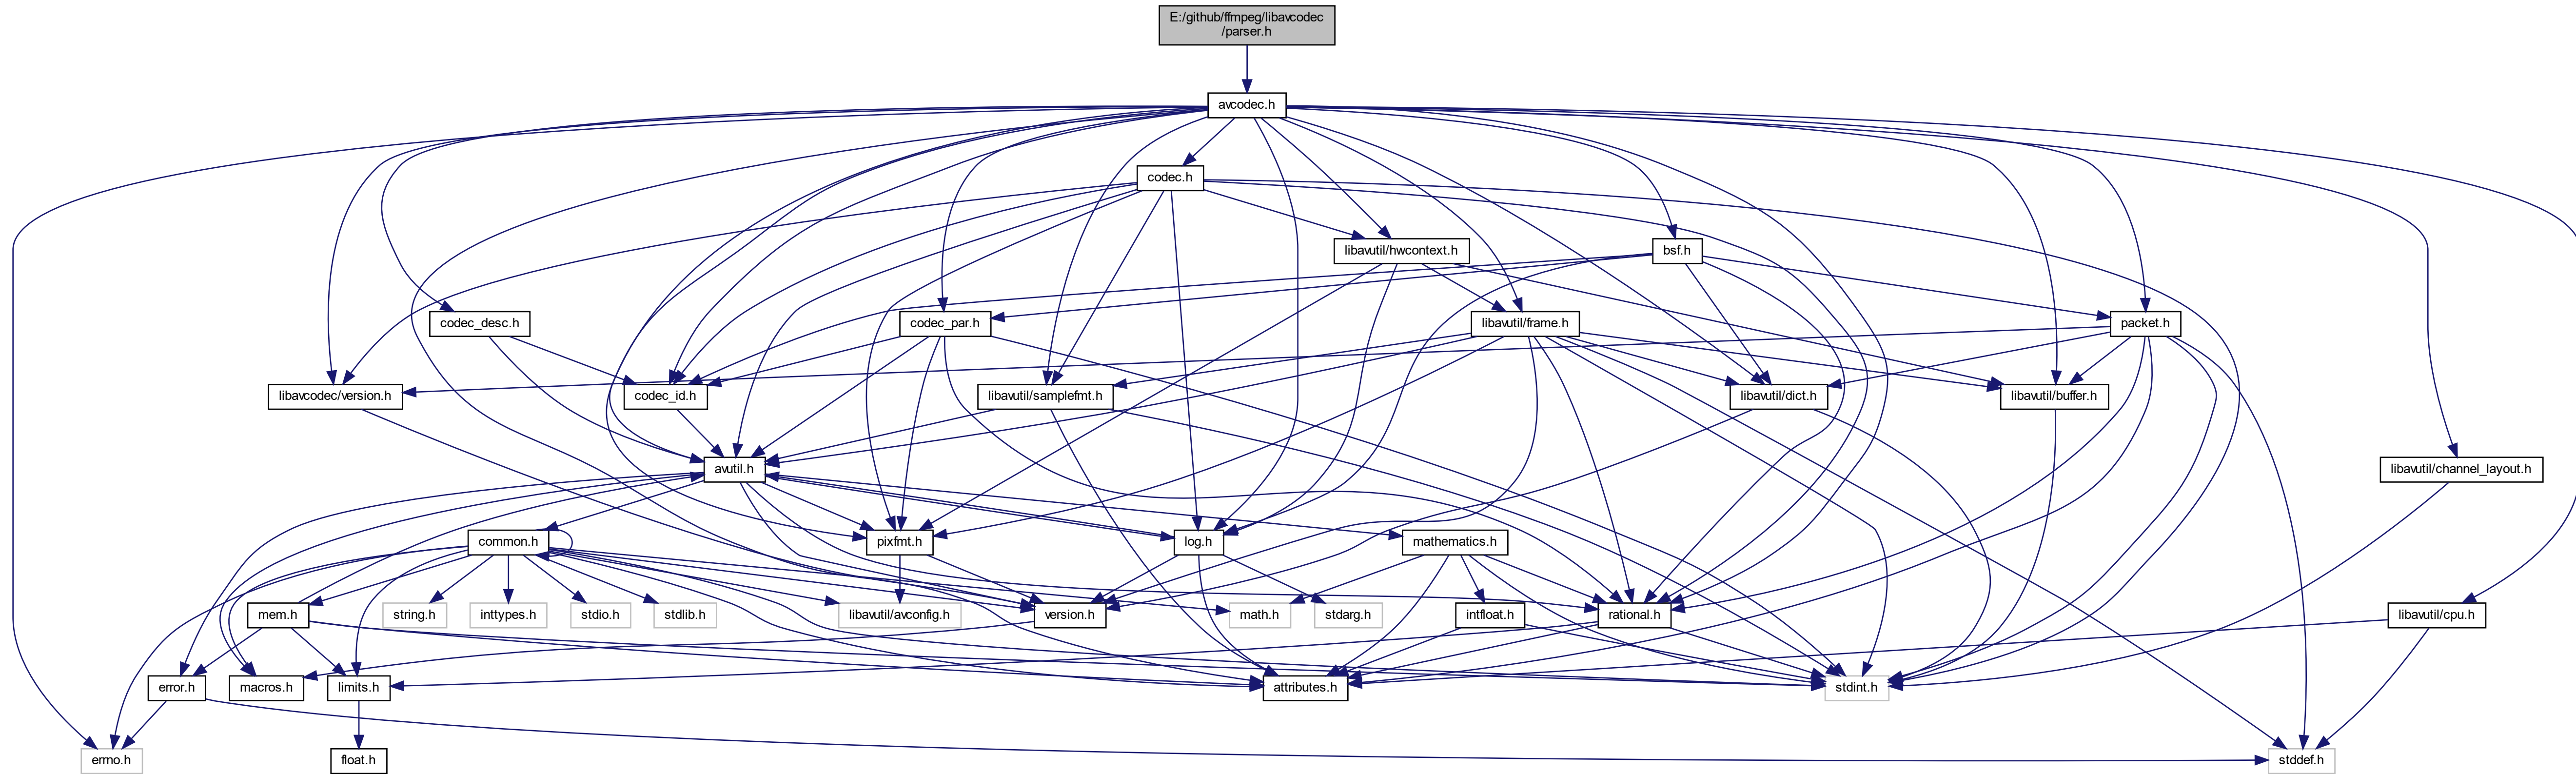 E:/github/ffmpeg/libavcodec
/parser.h
avcodec.h
codec.h
libavutil/hwcontext.h
bsf.h
codec_desc.h
codec_par.h
libavutil/frame.h
packet.h
libavcodec/version.h
codec_id.h
libavutil/samplefmt.h
libavutil/dict.h
libavutil/buffer.h
avutil.h
libavutil/channel_layout.h
common.h
pixfmt.h
log.h
mathematics.h
mem.h
string.h
inttypes.h
stdio.h
stdlib.h
libavutil/avconfig.h
version.h
math.h
stdarg.h
intfloat.h
rational.h
libavutil/cpu.h
error.h
macros.h
limits.h
attributes.h
stdint.h
errno.h
float.h
stddef.h